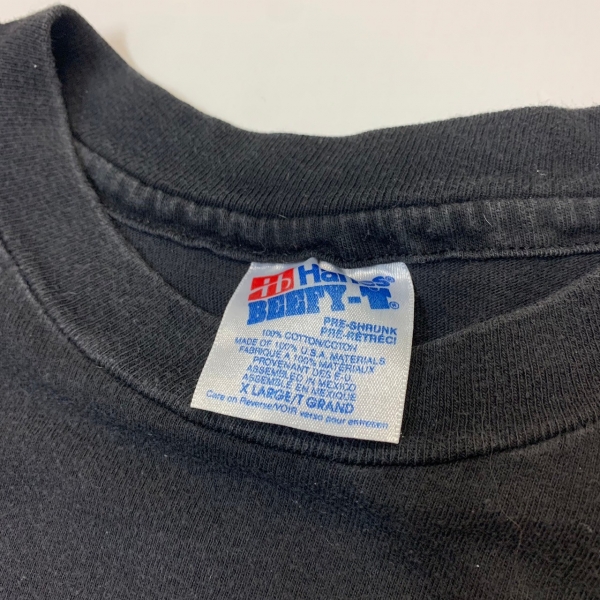 Hanes®
BEEFY-T®
PRE-SHRUNK
PRE-RÉTRÉCI
100% COTTON/COTON
MADE OF 100% U.S.A. MATERIALS
FABRIQUÉ A 100% MATÉRIAUX
PROVENANT DES É.-U.
ASSEMBLED IN MEXICO
ASSEMBLÉ EN MEXIQUE
X LARGE/T GRAND
Care on Reverse/VOIR verso pour entretien